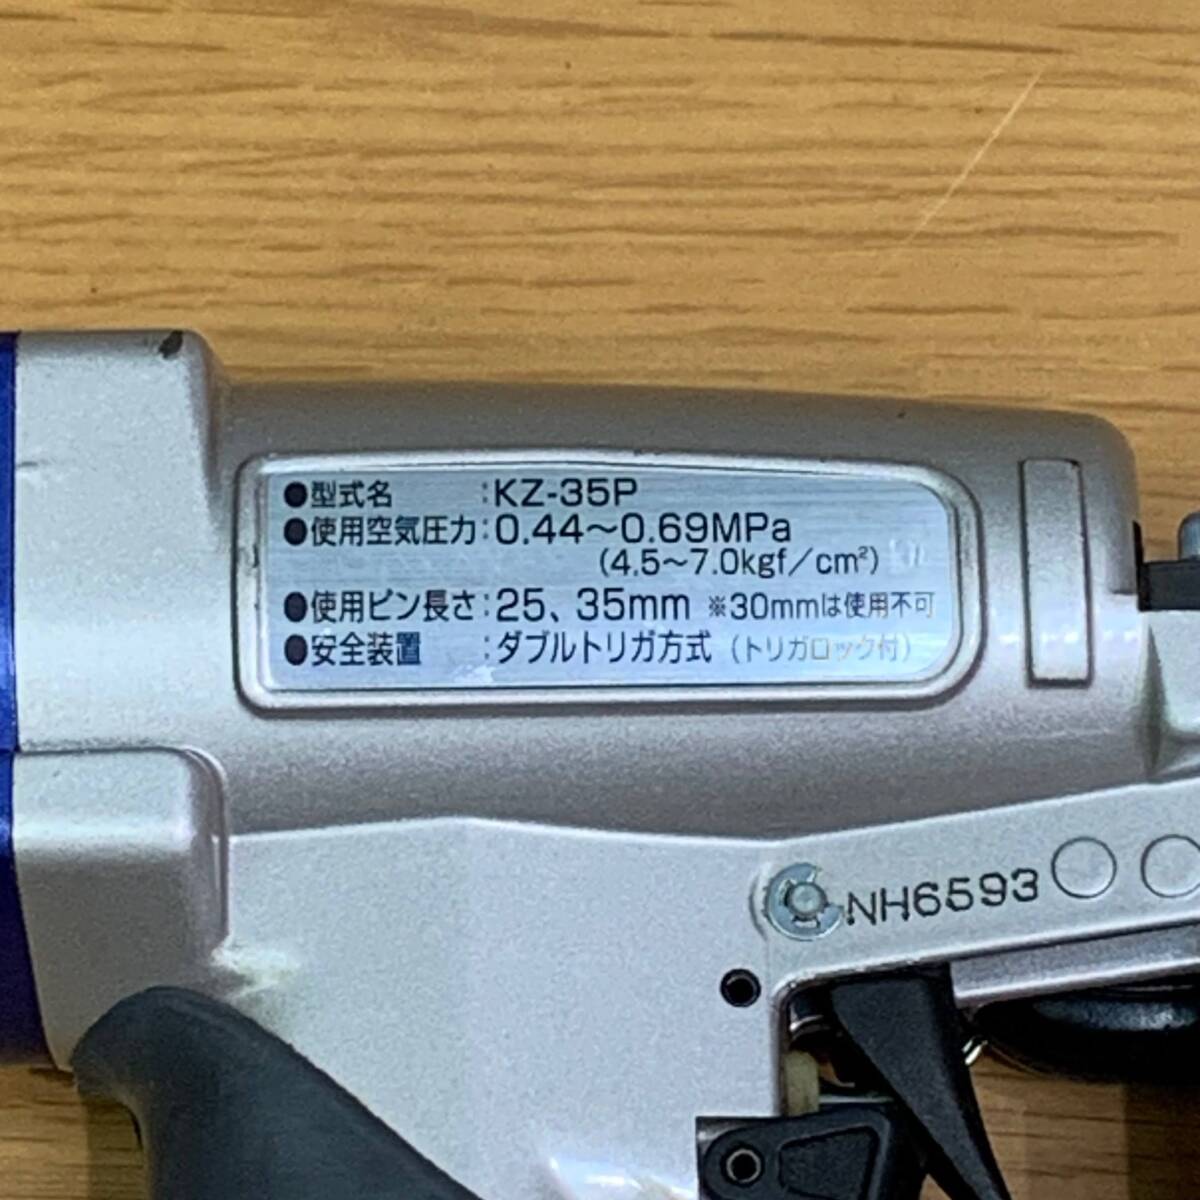 ●型式名 : KZ-35P
●使用空気圧力 : 0.44〜0.69MPa
(4.5〜7.0kgf／cm²)
●使用ピン長さ : 25、35mm ※30mmは使用不可
●安全装置 : ダブルトリガ方式 (トリガロック付)
NH6593